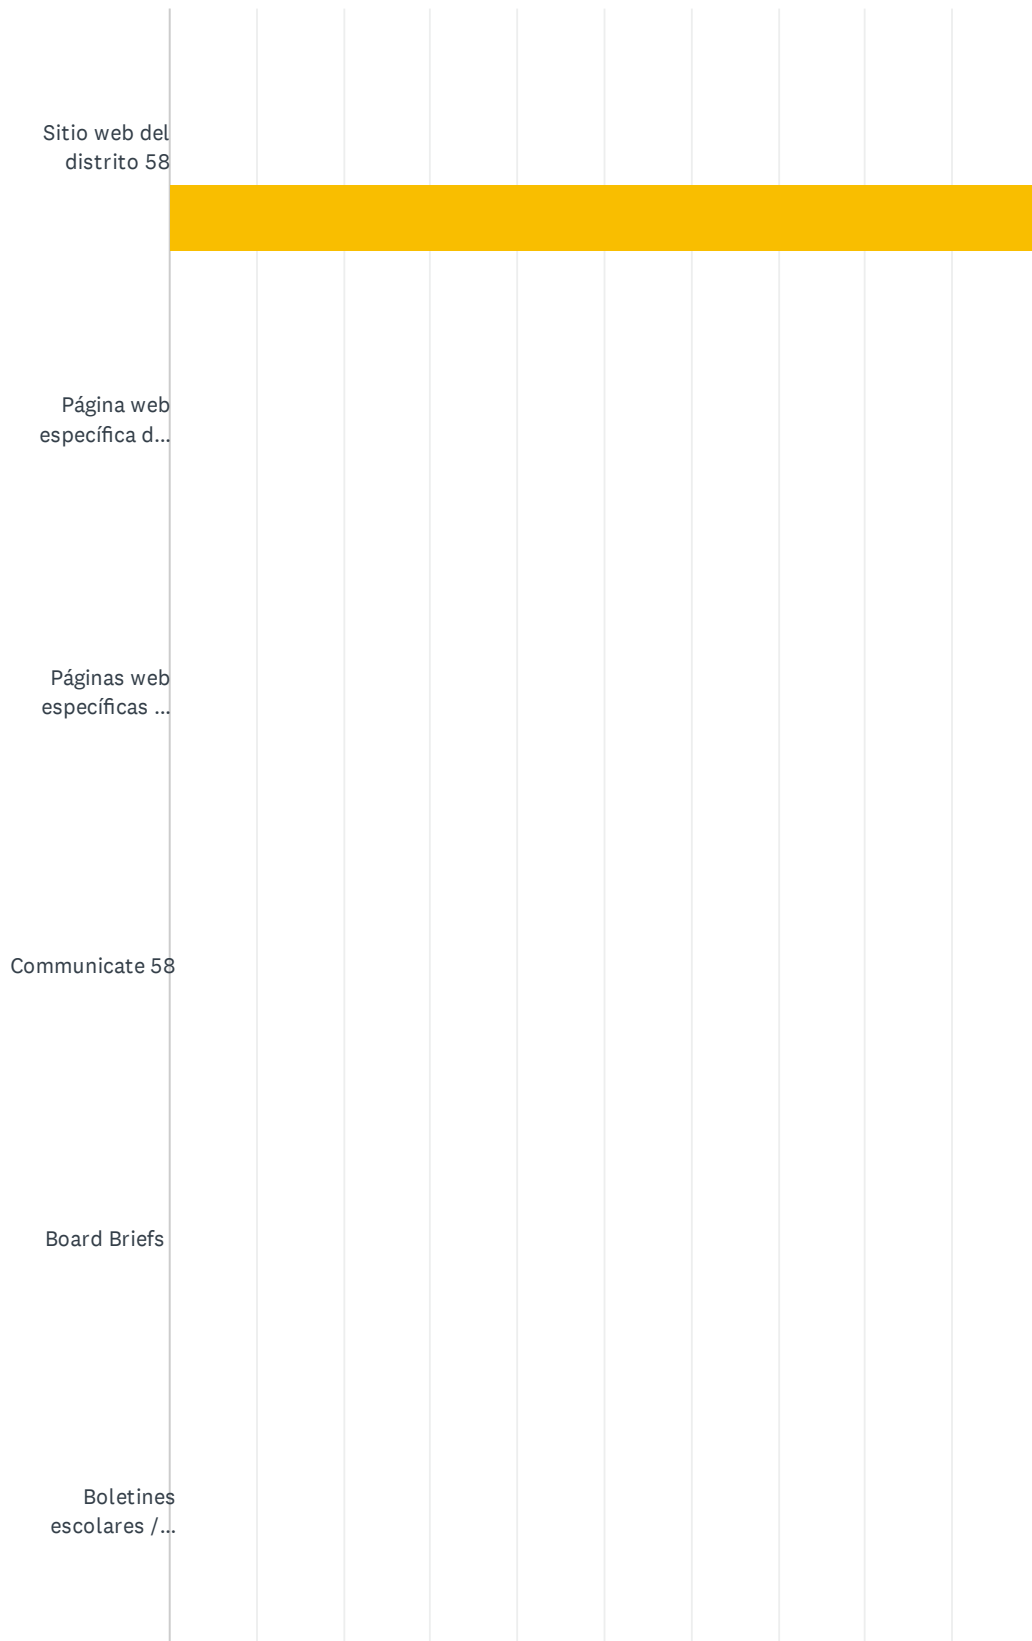 Sitio web del
distrito 58
Página web
específica d...
Páginas web
específicas ...
Communicate 58
Board Briefs
Boletines
escolares /...